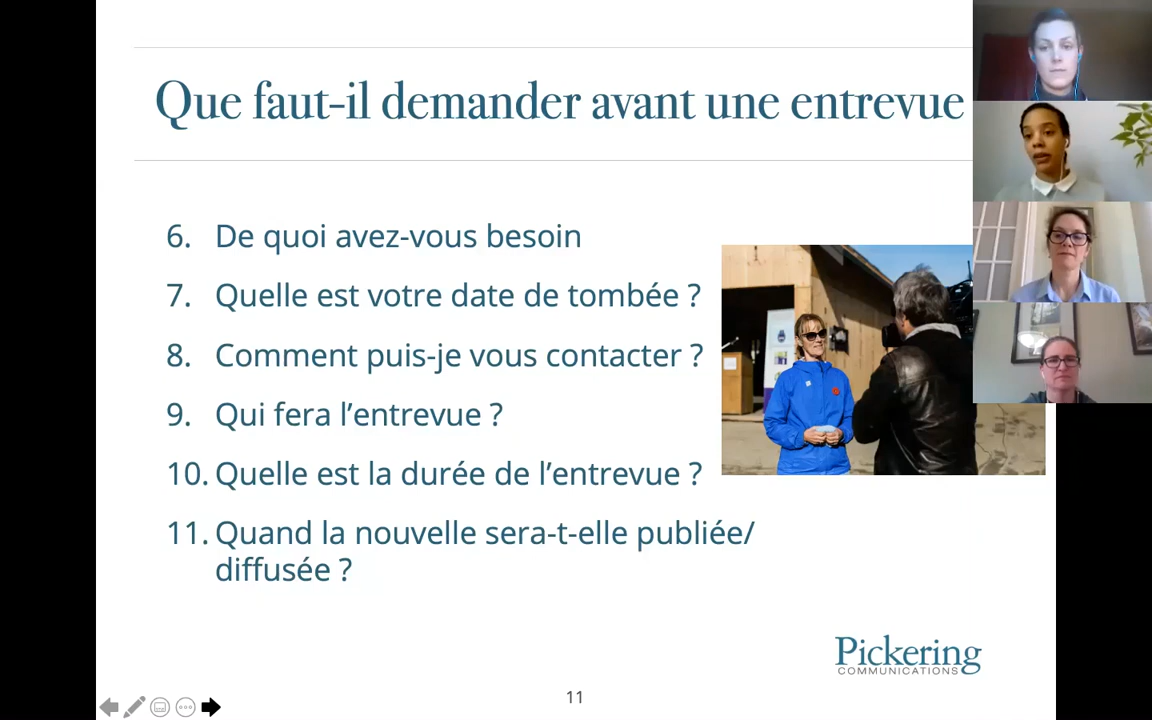 Que faut-il demander avant une entrevue
6. De quoi avez-vous besoin
7. Quelle est votre date de tombée ?
8. Comment puis-je vous contacter ?
9. Qui fera l’entrevue ?
10. Quelle est la durée de l’entrevue ?
11. Quand la nouvelle sera-t-elle publiée/
diffusée ?
Pickering
COMMUNICATIONS
11